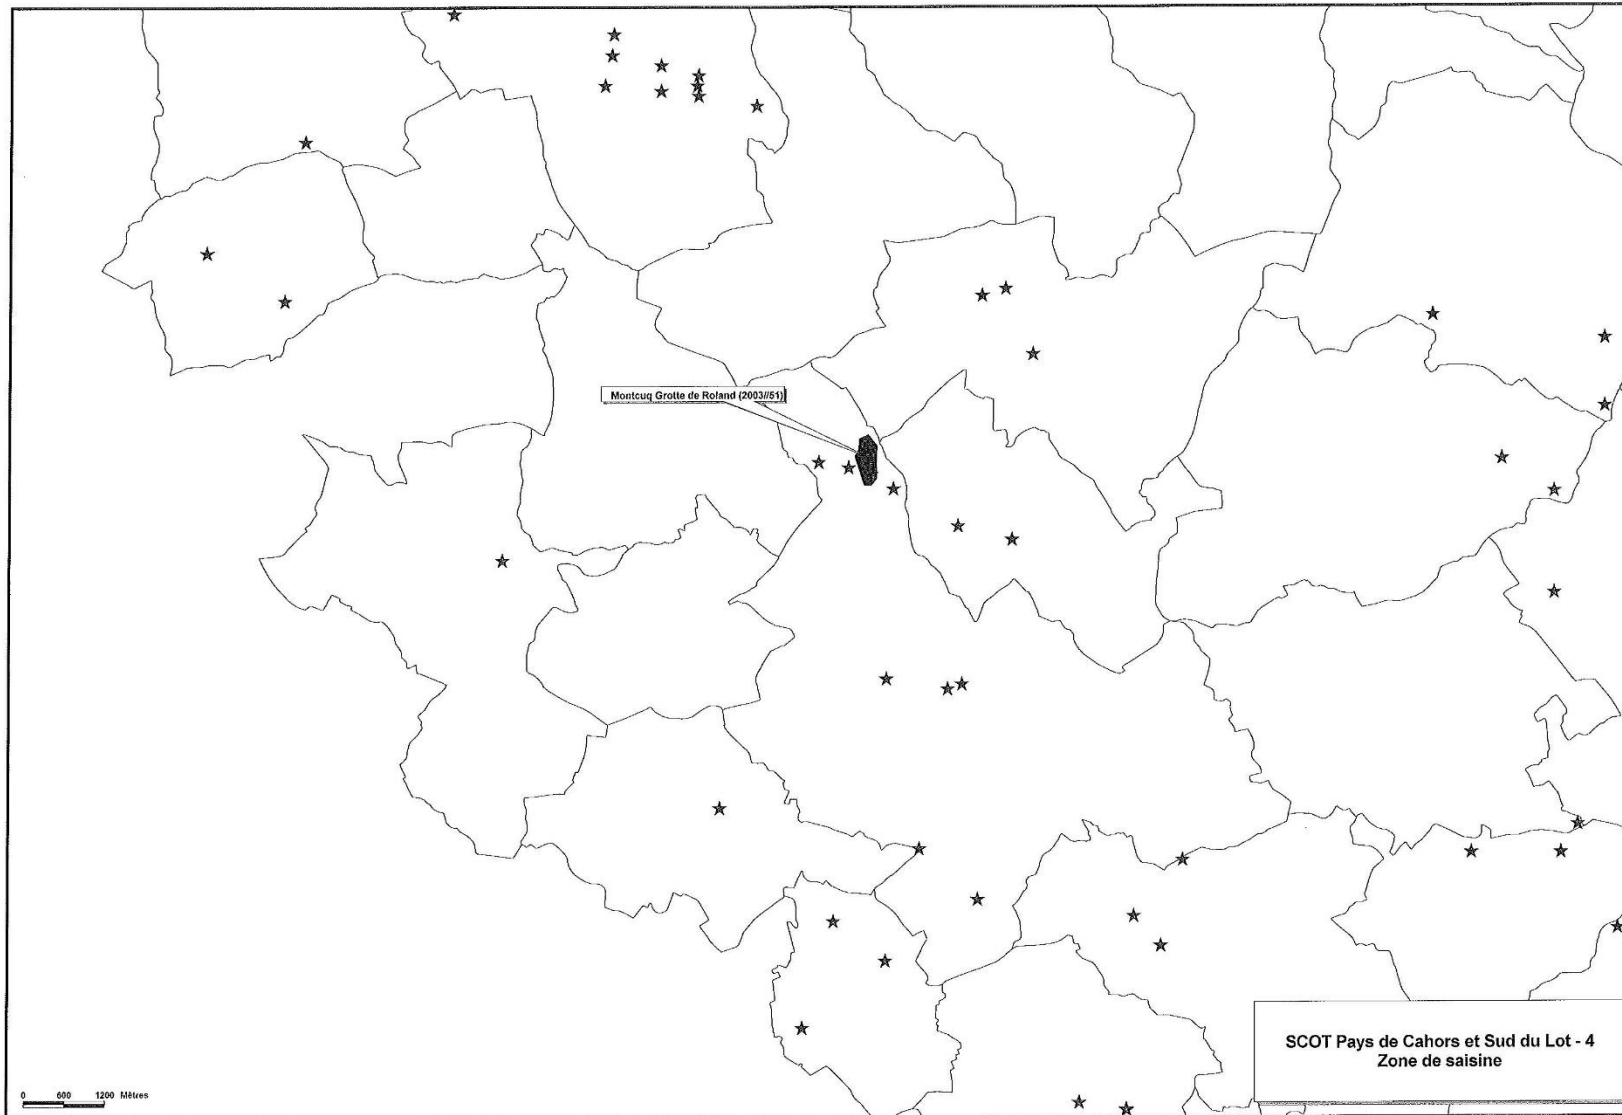 Montcuq Grotte de Roland (2003//51)
SCOT Pays de Cahors et Sud du Lot - 4
Zone de saisine
0 600 1200 Mètres